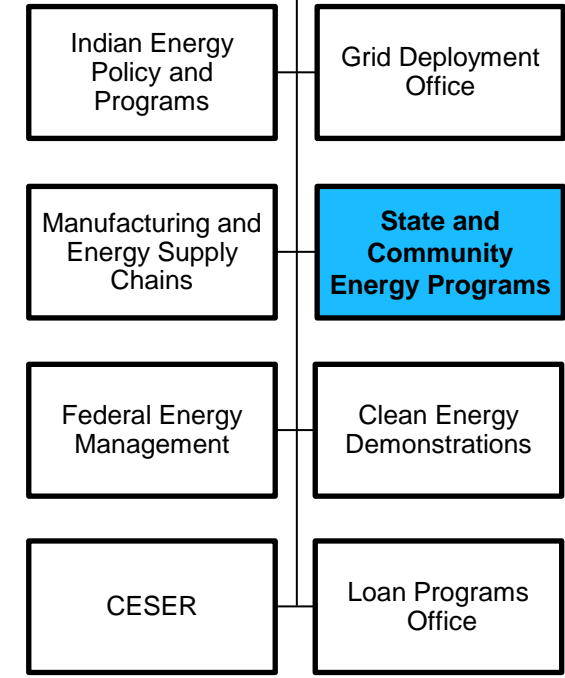 Indian Energy
Policy and
Programs
Grid Deployment
Office
Manufacturing and
Energy Supply
Chains
State and
Community
Energy Programs
Federal Energy
Management
Clean Energy
Demonstrations
CESER
Loan Programs
Office